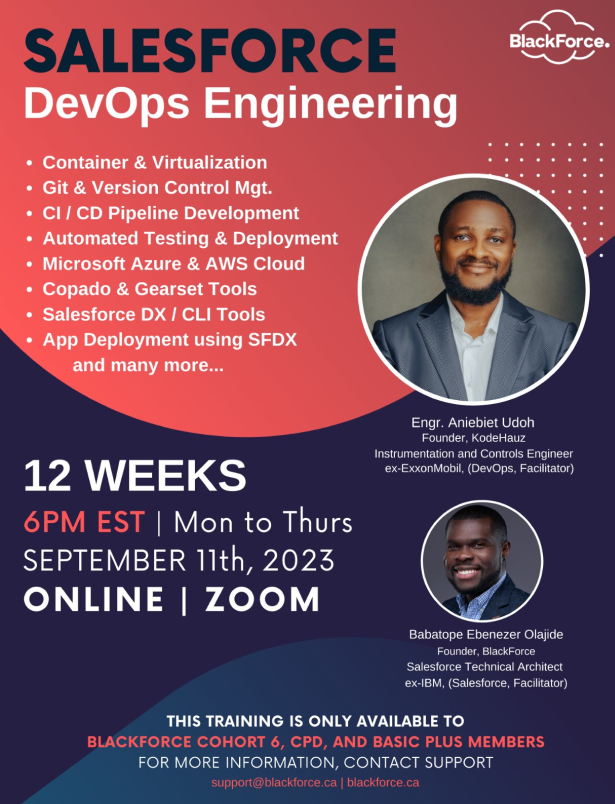 SALESFORCE
DevOps Engineering
BlackForce.
• Container & Virtualization
• Git & Version Control Mgt.
• CI / CD Pipeline Development
• Automated Testing & Deployment
• Microsoft Azure & AWS Cloud
• Copado & Gearset Tools
• Salesforce DX / CLI Tools
• App Deployment using SFDX
and many more...
Engr. Aniebiet Udoh
Founder, KodeHauz
Instrumentation and Controls Engineer
ex-ExxonMobil, (DevOps, Facilitator)
12 WEEKS
6PM EST | Mon to Thurs
SEPTEMBER 11th, 2023
ONLINE | ZOOM
Babatope Ebenezer Olajide
Founder, BlackForce
Salesforce Technical Architect
ex-IBM, (Salesforce, Facilitator)
THIS TRAINING IS ONLY AVAILABLE TO
BLACKFORCE COHORT 6, CPD, AND BASIC PLUS MEMBERS
FOR MORE INFORMATION, CONTACT SUPPORT
support@blackforce.ca | blackforce.ca